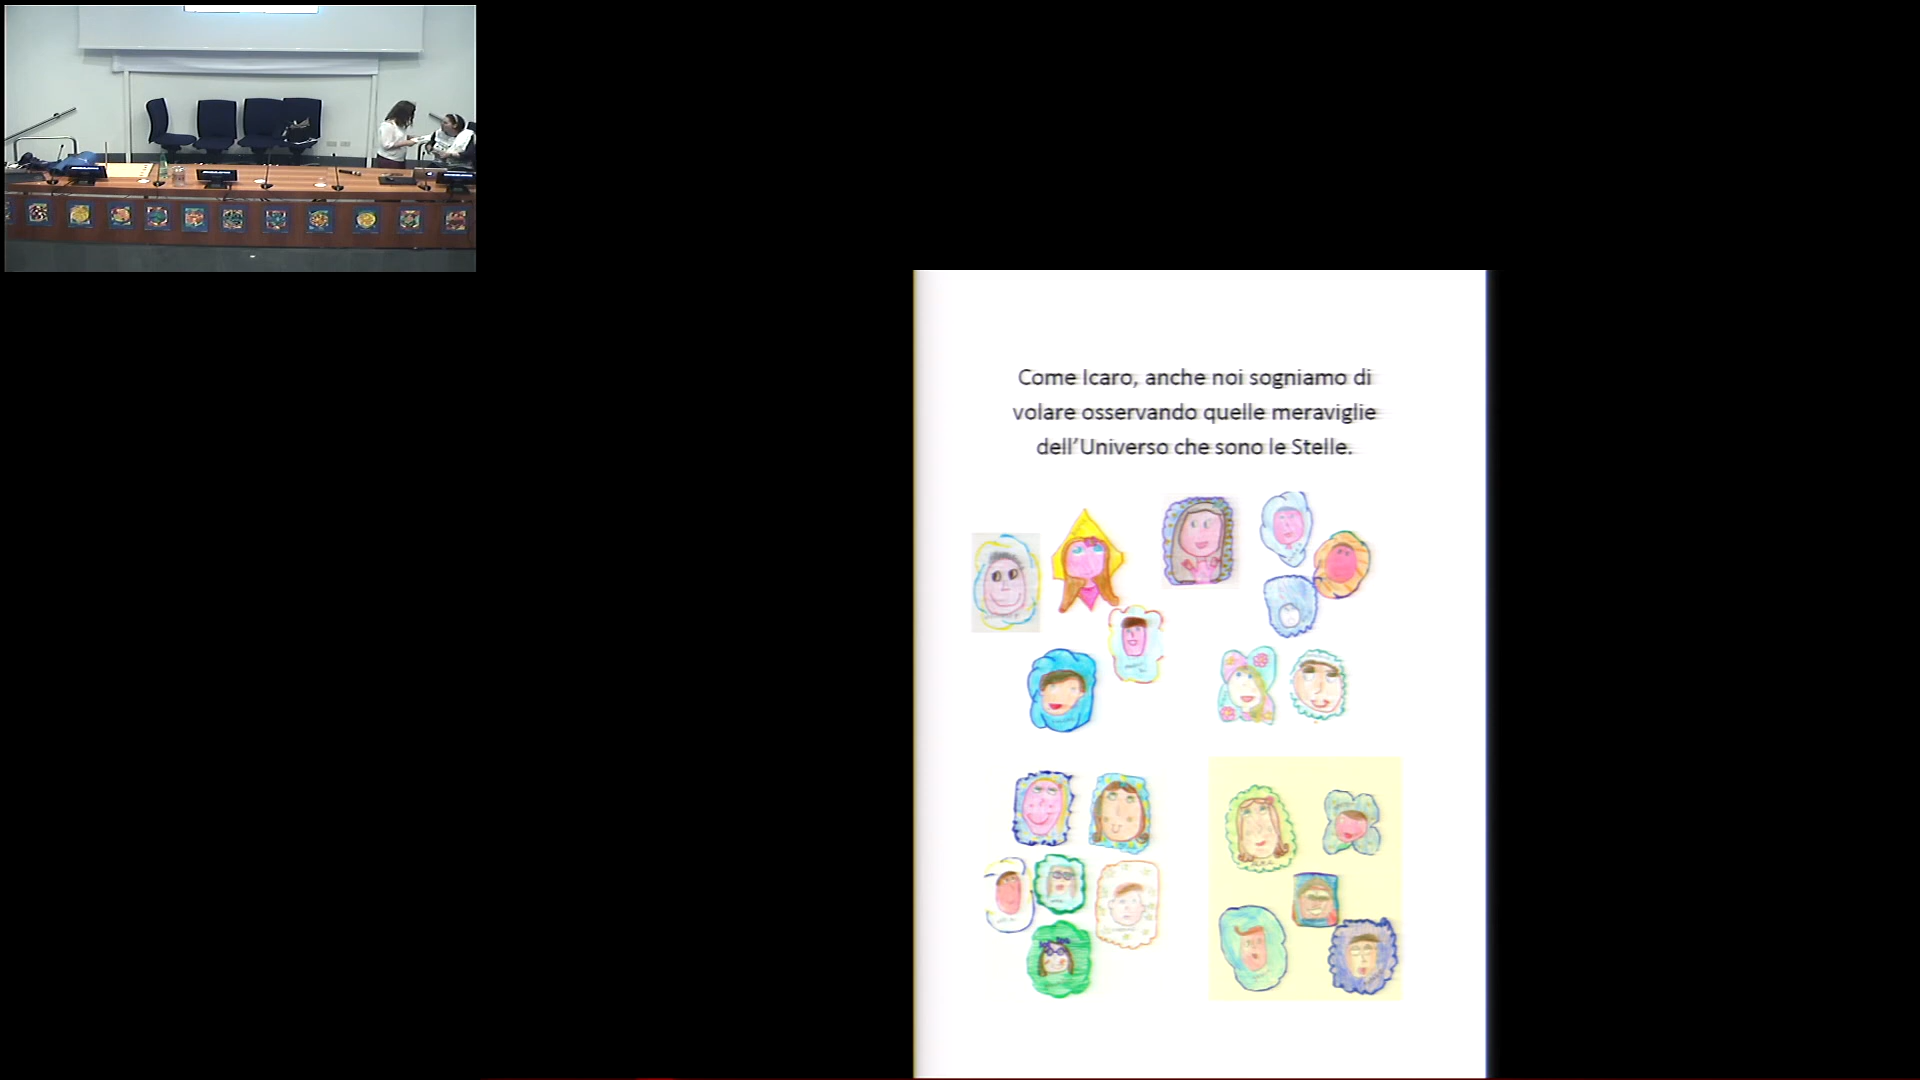 Come Icaro, anche noi sogniamo di
volare osservando quelle meraviglie
dell'Universo che sono le Stelle.